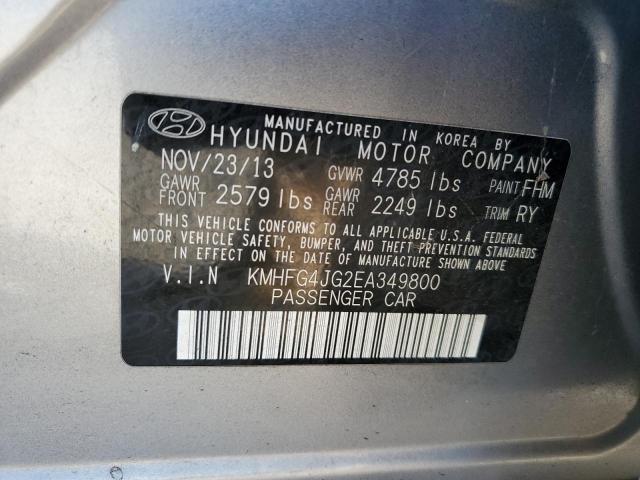 MANUFACTURED IN KOREA BY
HYUNDAI MOTOR COMPANY
NOV/23/13 GVWR 4785 lbs PAINT FHM
GAWR FRONT 2579 lbs GAWR REAR 2249 lbs TRIM RY
THIS VEHICLE CONFORMS TO ALL APPLICABLE U.S.A. FEDERAL
MOTOR VEHICLE SAFETY, BUMPER, AND THEFT PREVENTION STANDARDS
IN EFFECT ON THE DATE OF MANUFACTURE SHOWN ABOVE.
V.I.N KMHFG4JG2EA349800
PASSENGER CAR